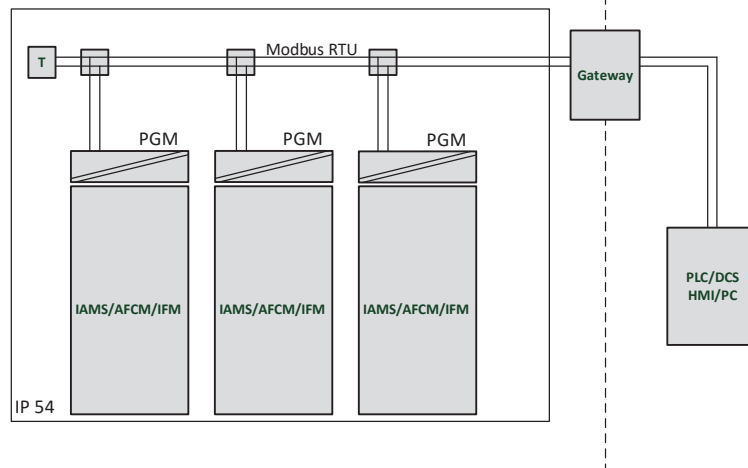 Modbus RTU
T
Gateway
PGM
PGM
PGM
IAMS/AFCM/IFM
IAMS/AFCM/IFM
IAMS/AFCM/IFM
PLC/DCS
HMI/PC
IP 54